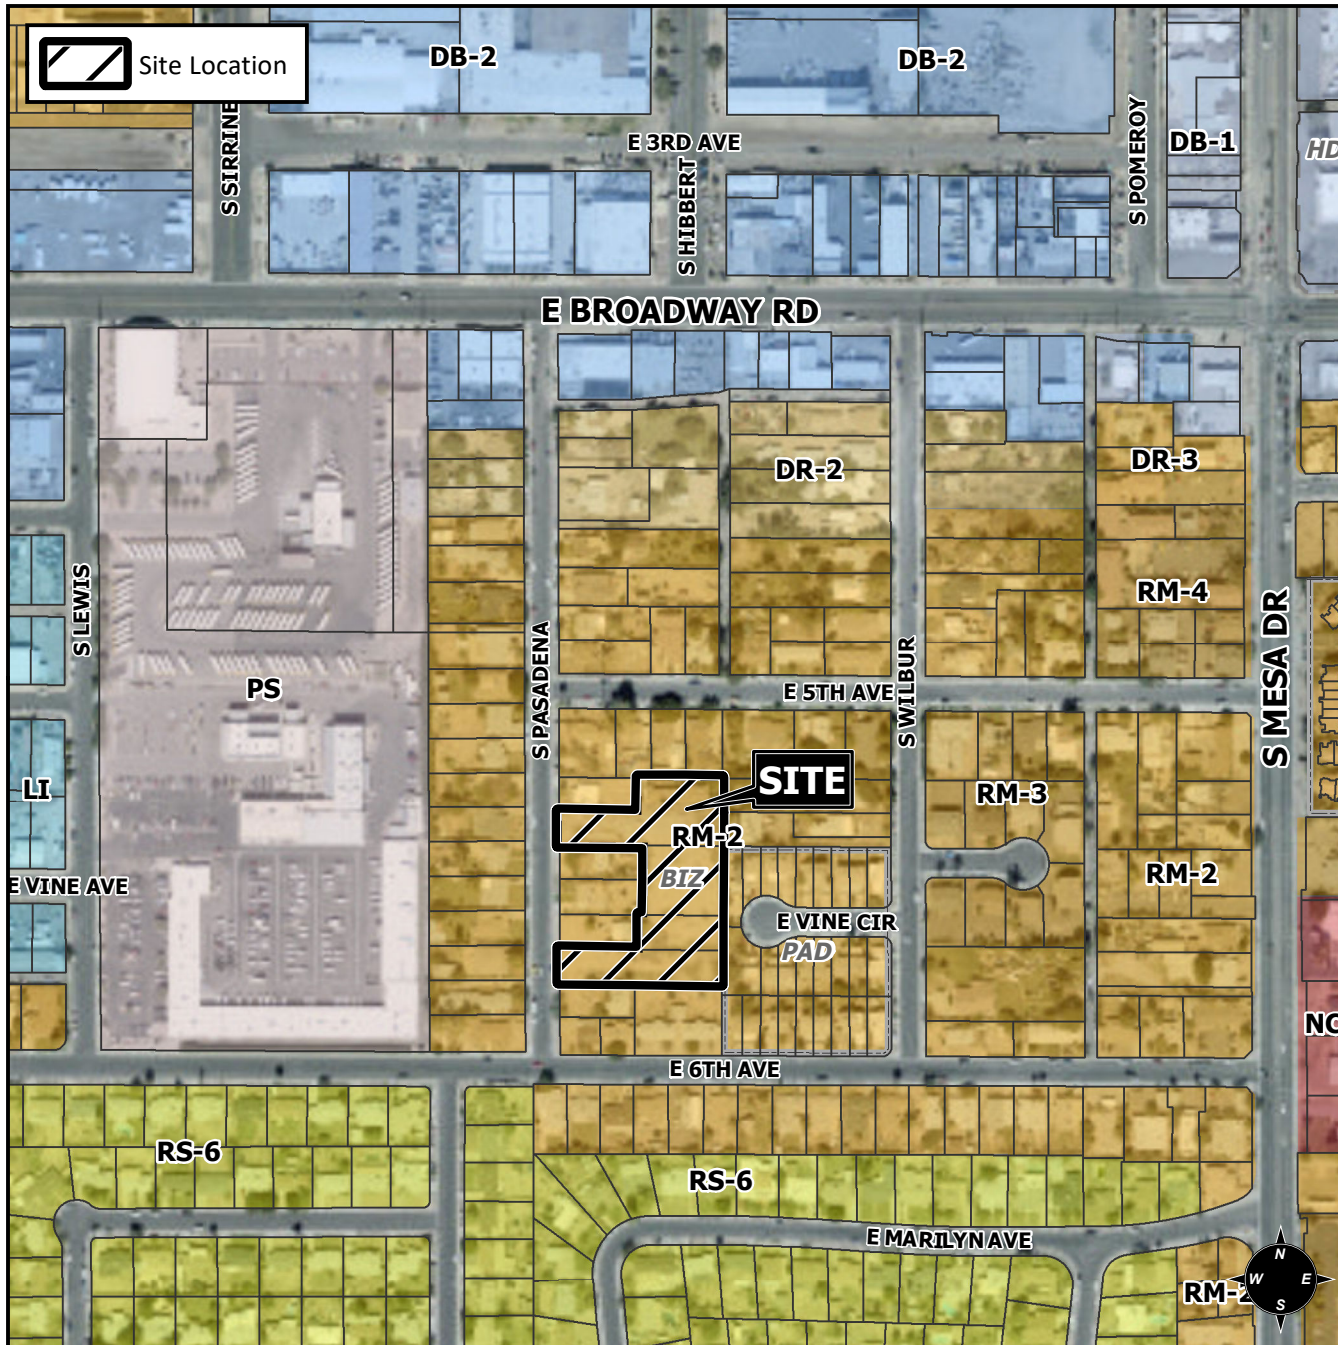 Site Location
DB-2
DB-2
S SIRRINE
E 3RD AVE
S HIBBERT
S POMEROY
DB-1
HD
E BROADWAY RD
DR-2
DR-3
S LEWIS
RM-4
S PASADENA
S WILBUR
S MESA DR
PS
E 5TH AVE
LI
SITE
RM-3
RM-2
BIZ
RM-2
E VINE AVE
E VINE CIR
PAD
NC
E 6TH AVE
RS-6
RS-6
E MARILYN AVE
RM-2
N
W E
S